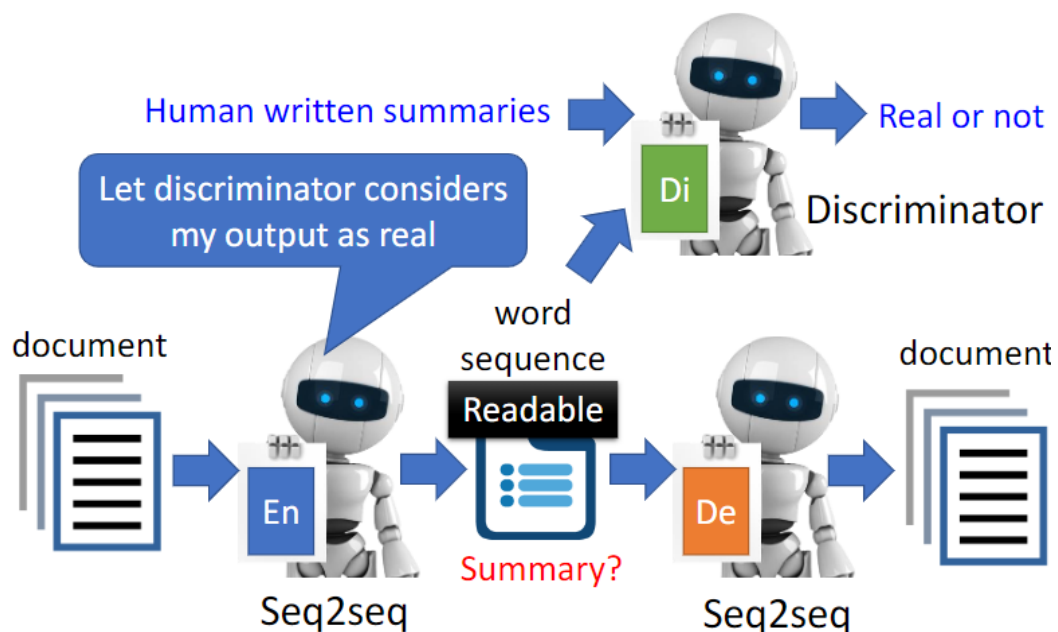 Human written summaries
Real or not
Di
Discriminator
Let discriminator considers
my output as real
document
word
sequence
document
Readable
En
De
Summary?
Seq2seq
Seq2seq